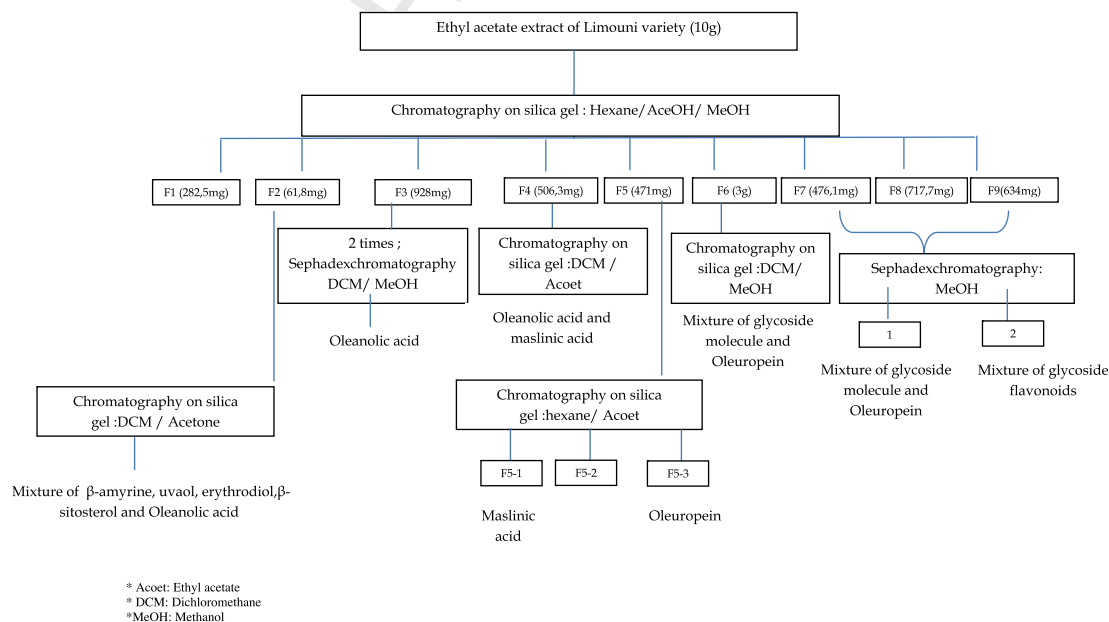 Ethyl acetate extract of Limouni variety (10g)
Chromatography on silica gel : Hexane/AceOH/ MeOH
F1 (282,5mg)
F2 (61,8mg)
F3 (928mg)
F4 (506,3mg)
F5 (471mg)
F6 (3g)
F7 (476,1mg)
F8 (717,7mg)
F9(634mg)
2 times ;
Sephadexchromatography
DCM/ MeOH
Oleanolic acid
Chromatography on
silica gel :DCM /
Acoet
Oleanolic acid and
maslinic acid
Chromatography on
silica gel :DCM/
MeOH
Mixture of glycoside
molecule and
Oleuropein
Sephadexchromatography:
MeOH
1
2
Mixture of glycoside
molecule and
Oleuropein
Mixture of glycoside
flavonoids
Chromatography on silica
gel :DCM / Acetone
Mixture of  β-amyrine, uvaol, erythrodiol,β-
sitosterol and Oleanolic acid
Chromatography on silica
gel :hexane/ Acoet
F5-1
F5-2
F5-3
Maslinic
acid
Oleuropein
* Acoet: Ethyl acetate
* DCM: Dichloromethane
*MeOH: Methanol